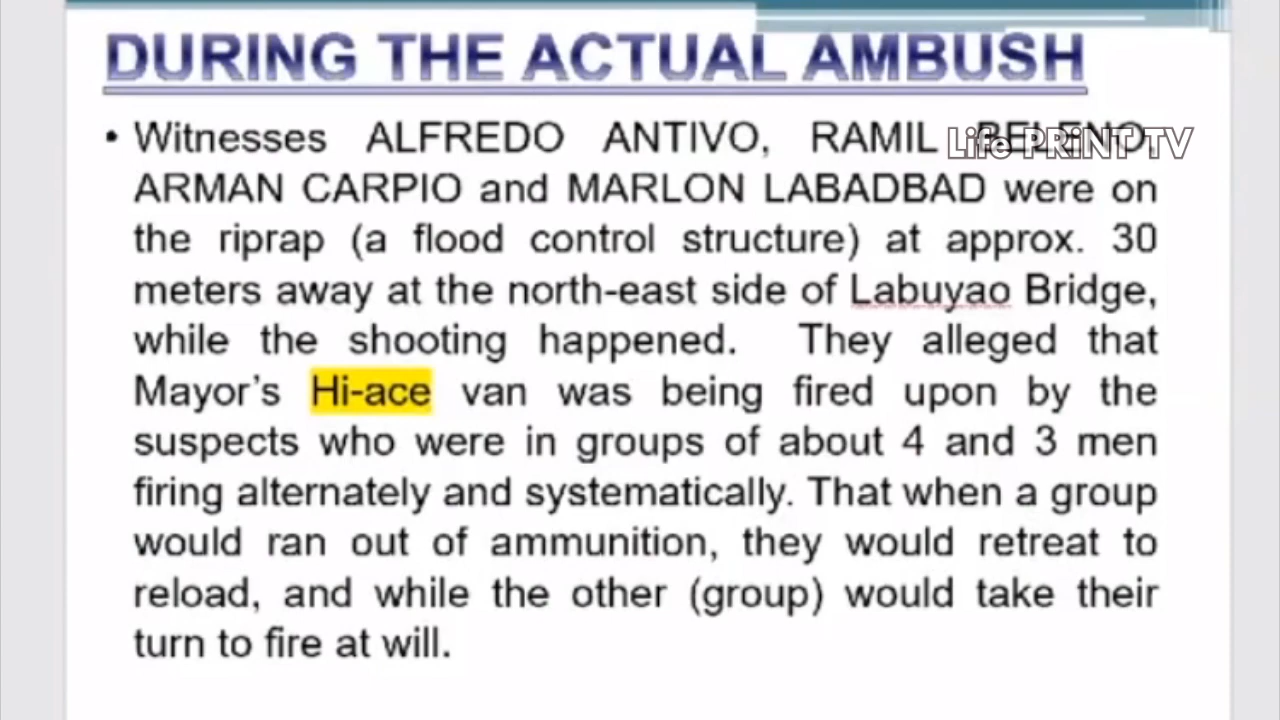 DURING THE ACTUAL AMBUSH
• Witnesses ALFREDO ANTIVO, RAMIL BELENO,
Life PRiNT TV
ARMAN CARPIO and MARLON LABADBAD were on
the riprap (a flood control structure) at approx. 30
meters away at the north-east side of Labuyao Bridge,
while the shooting happened. They alleged that
Mayor's Hi-ace van was being fired upon by the
suspects who were in groups of about 4 and 3 men
firing alternately and systematically. That when a group
would ran out of ammunition, they would retreat to
reload, and while the other (group) would take their
turn to fire at will.